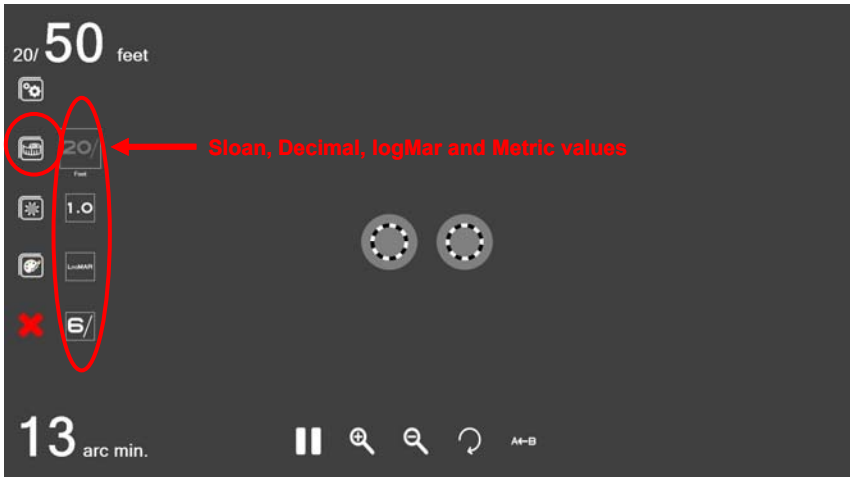 20/ 50 feet
20/
Feet
Sloan, Decimal, logMar and Metric values
1.0
LogMAR
6/
13 arc min.
A←B